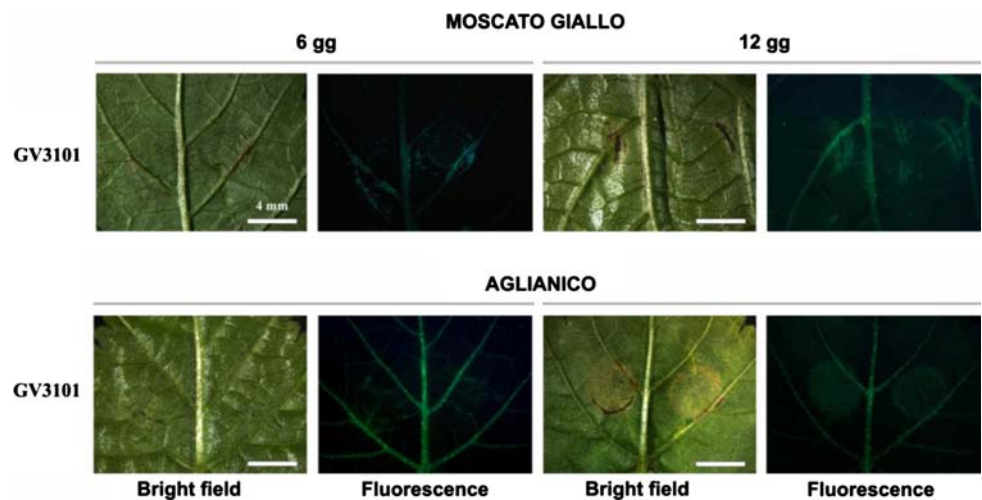 MOSCATO GIALLO
6 gg 12 gg
GV3101
4 mm
AGLIANICO
GV3101
Bright field Fluorescence Bright field Fluorescence